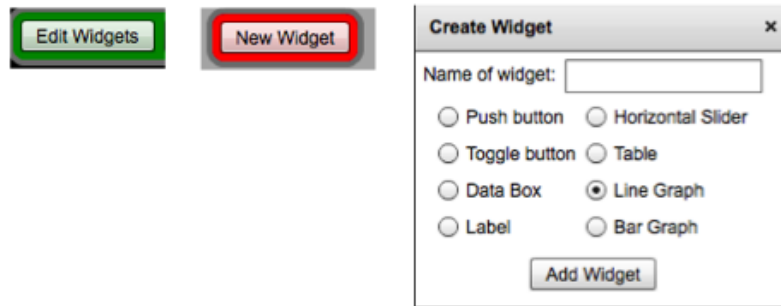 Edit Widgets
New Widget
Create Widget ×
Name of widget:
Push button Horizontal Slider
Toggle button Table
Data Box Line Graph
Label Bar Graph
Add Widget